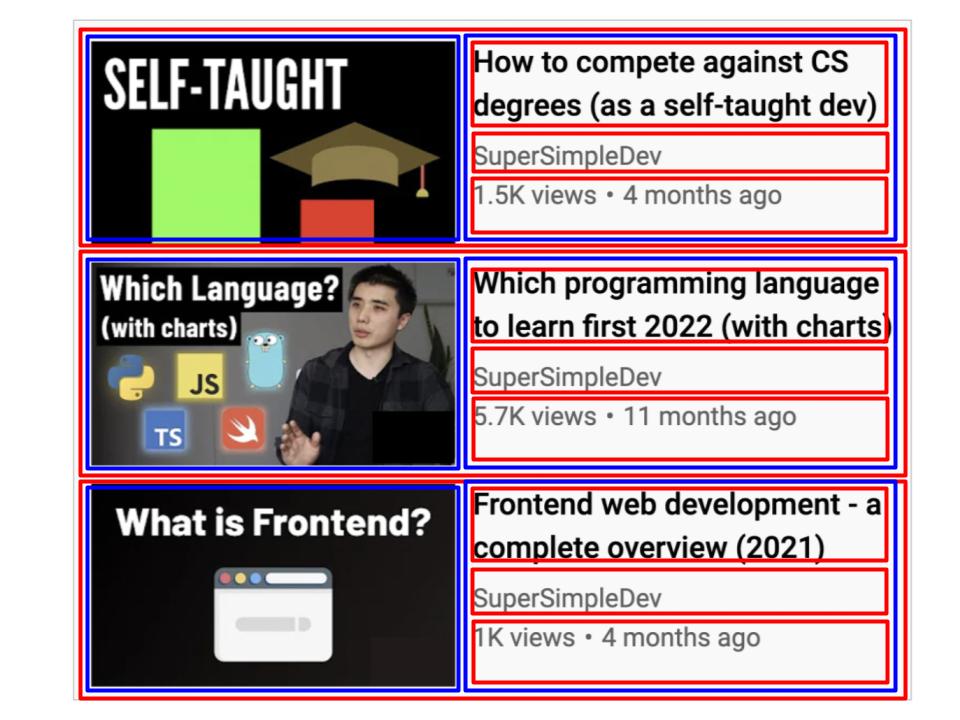 SELF-TAUGHT
How to compete against CS
degrees (as a self-taught dev)
SuperSimpleDev
1.5K views • 4 months ago
Which Language?
(with charts)
JS
TS
Which programming language
to learn first 2022 (with charts)
SuperSimpleDev
5.7K views • 11 months ago
What is Frontend?
Frontend web development - a
complete overview (2021)
SuperSimpleDev
1K views • 4 months ago